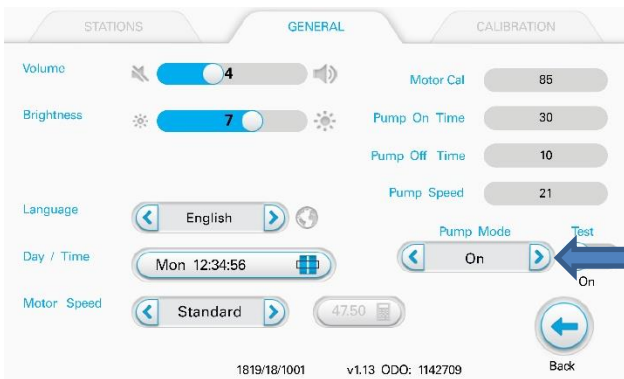 STATIONS
GENERAL
CALIBRATION
Volume
4
Motor Cal
85
Brightness
7
Pump On Time
30
Pump Off Time
10
Pump Speed
21
Language
English
Pump Mode
Test
On
On
Day / Time
Mon 12:34:56
Motor Speed
Standard
47.50
Back
1819/18/1001
v1.13 ODO: 1142709